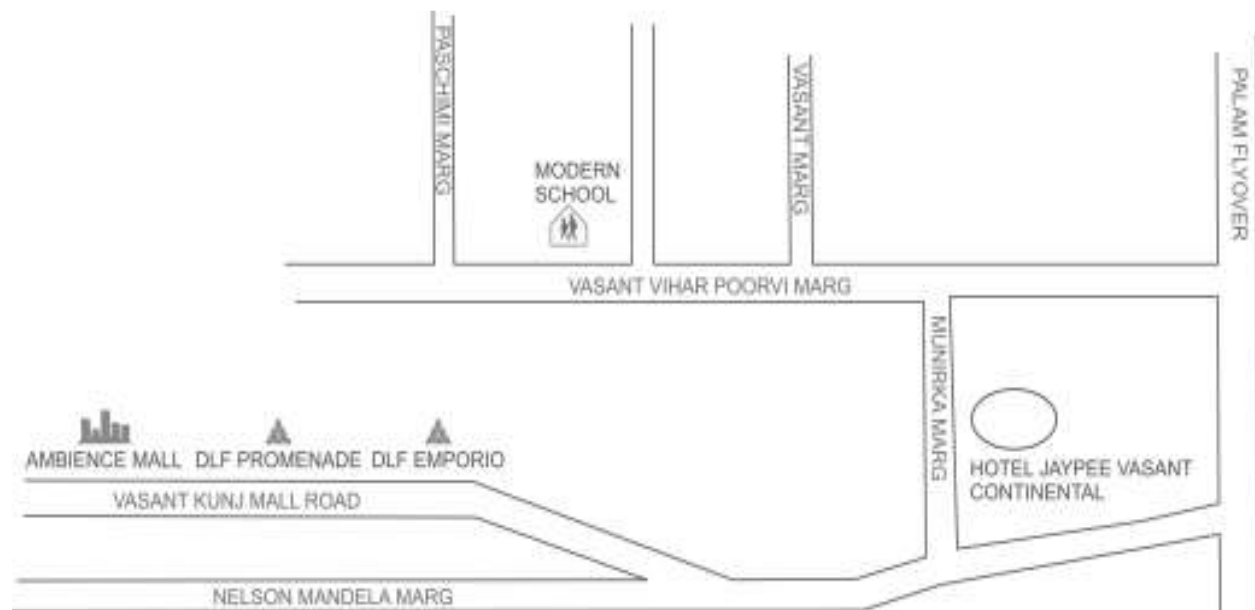 PASCHIMI MARG
VASANT MARG
PALAM FLYOVER
MODERN
SCHOOL
VASANT VIHAR POORVI MARG
MUNIRKA MARG
AMBIENCE MALL DLF PROMENADE DLF EMPORIO
HOTEL JAYPEE VASANT
CONTINENTAL
VASANT KUNJ MALL ROAD
NELSON MANDELA MARG